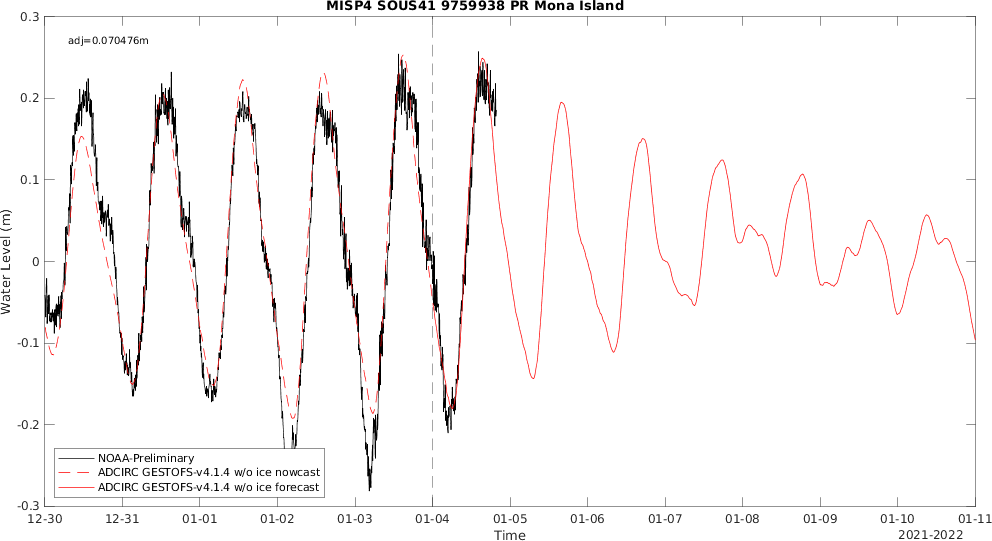 MISP4 SOUS41 9759938 PR Mona Island
adj=0.070476m
0.3
0.2
0.1
0
-0.1
-0.2
-0.3
Water Level (m)
NOAA-Preliminary
ADCIRC GESTOFS-v4.1.4 w/o ice nowcast
ADCIRC GESTOFS-v4.1.4 w/o ice forecast
12-30 12-31 01-01 01-02 01-03 01-04 01-05 01-06 01-07 01-08 01-09 01-10 01-11
Time
2021-2022